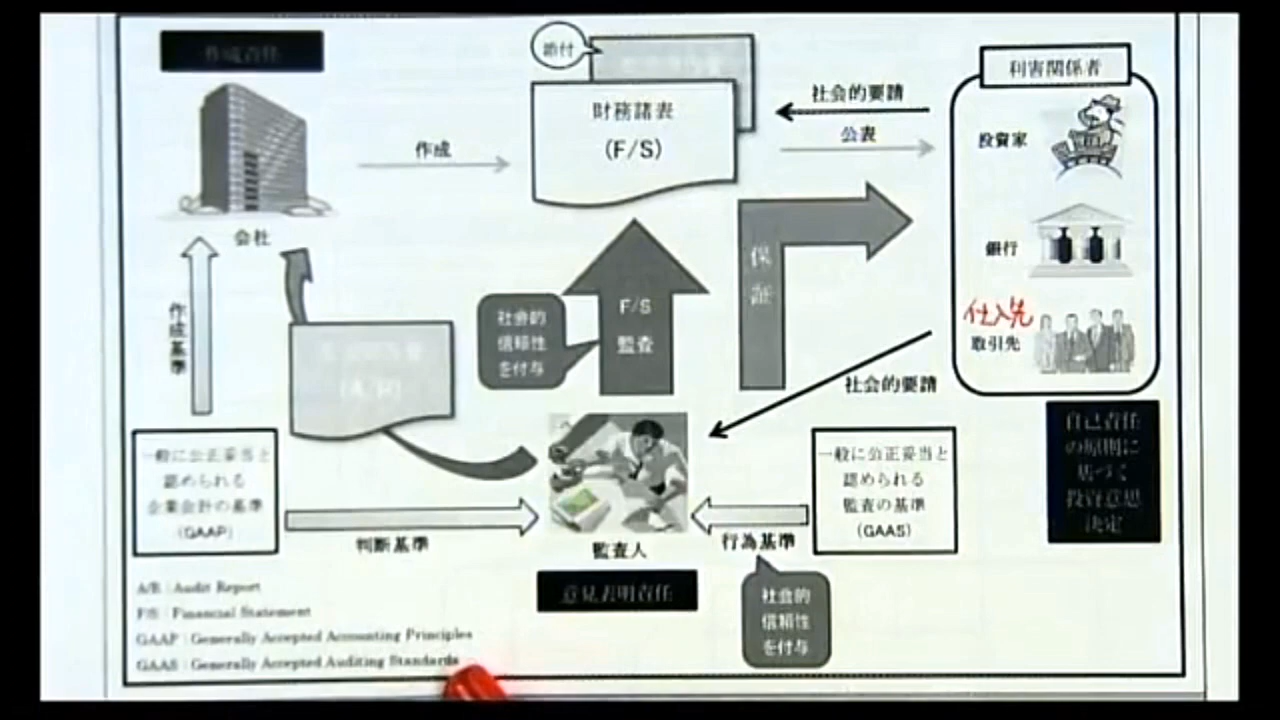 作成責任
添付
財務諸表
(F/S)
利害関係者
社会的要請
公表
投資家
作成
会社
銀行
保
証
仕入先
取引先
作成基準
社会的
信頼性
を付与
F/S
監査
社会的要請
自己責任
の原則に
基づく
投資意思
決定
一般に公正妥当と
認められる
企業会計の基準
(GAAP)
一般に公正妥当と
認められる
監査の基準
(GAAS)
判断基準
監査人
行為基準
意見表明責任
社会的
信頼性
を付与
A/R : Audit Report
F/S : Financial Statement
GAAP : Generally Accepted Accounting Principles
GAAS : Generally Accepted Auditing Standards